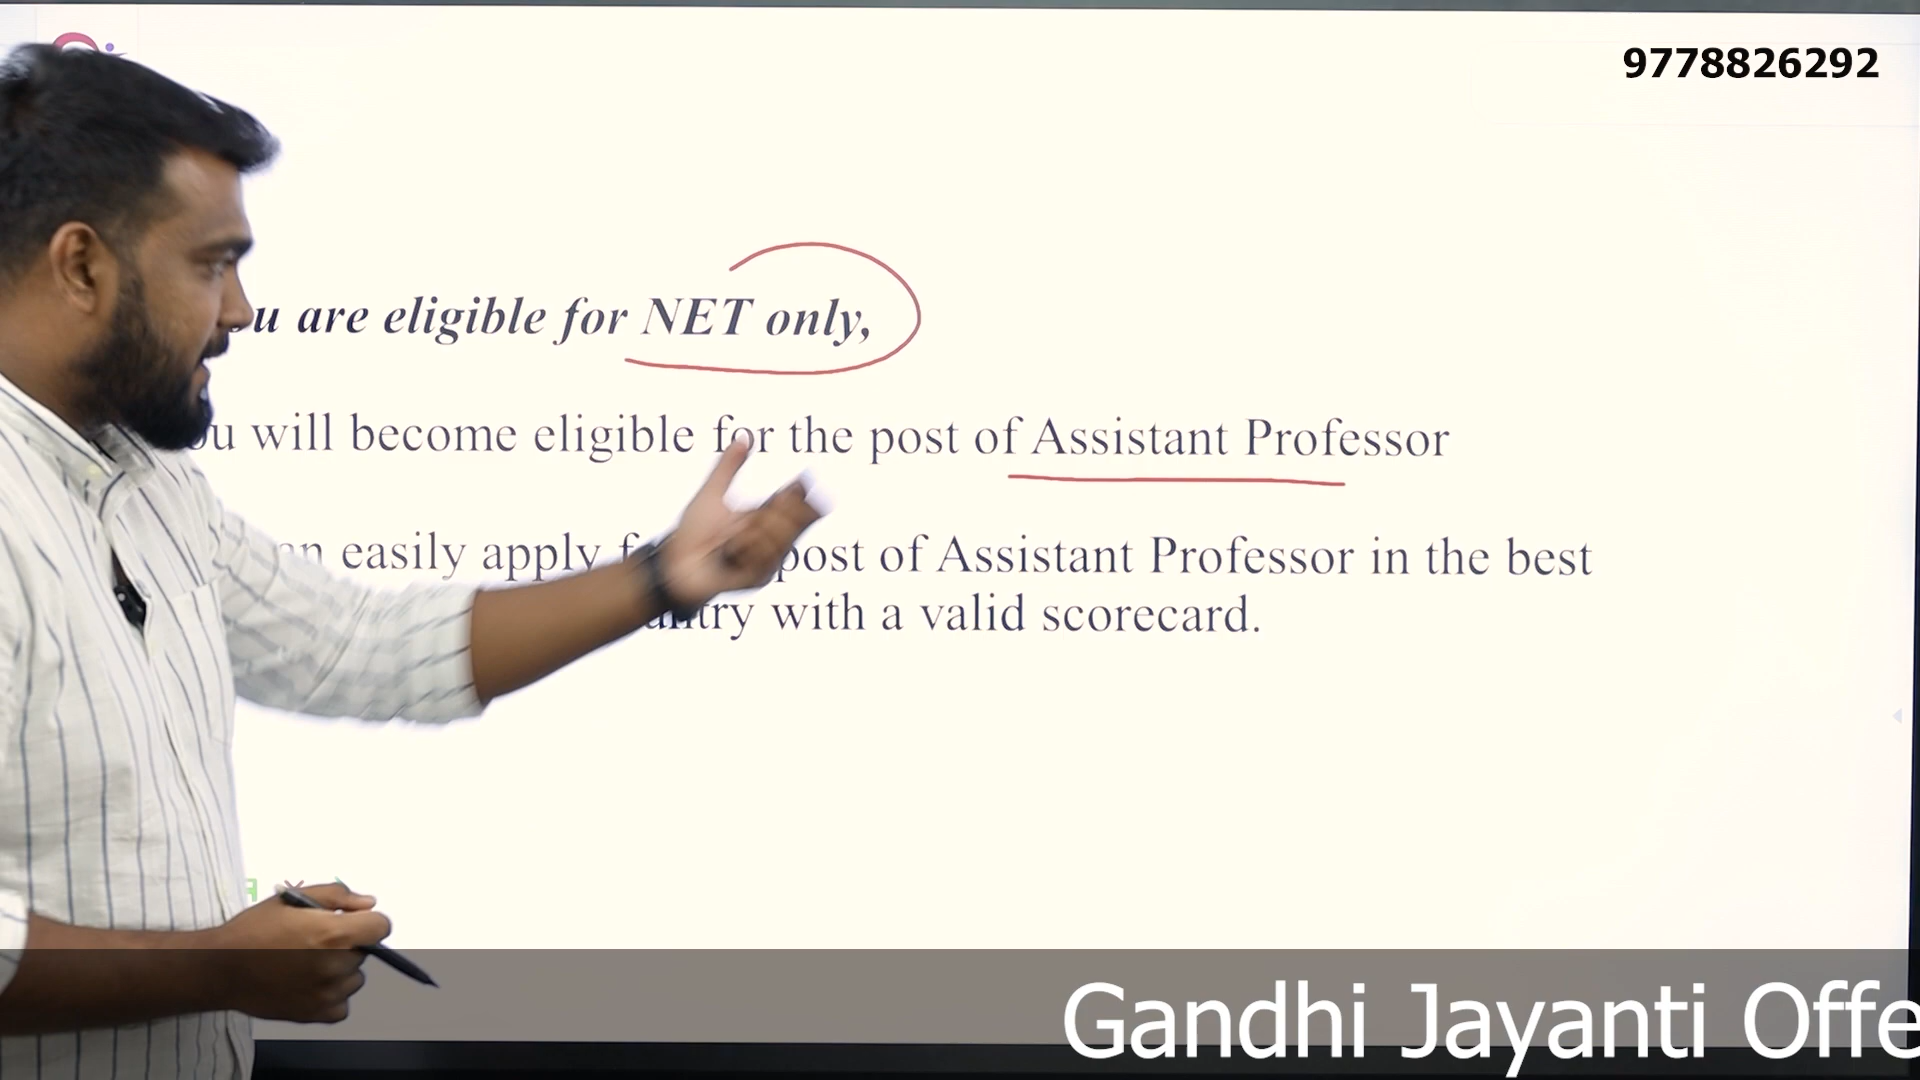 9778826292
are eligible for NET only,
will become eligible for the post of Assistant Professor
easily apply post of Assistant Professor in the best
with a valid scorecard.
Gandhi Jayanti Offe